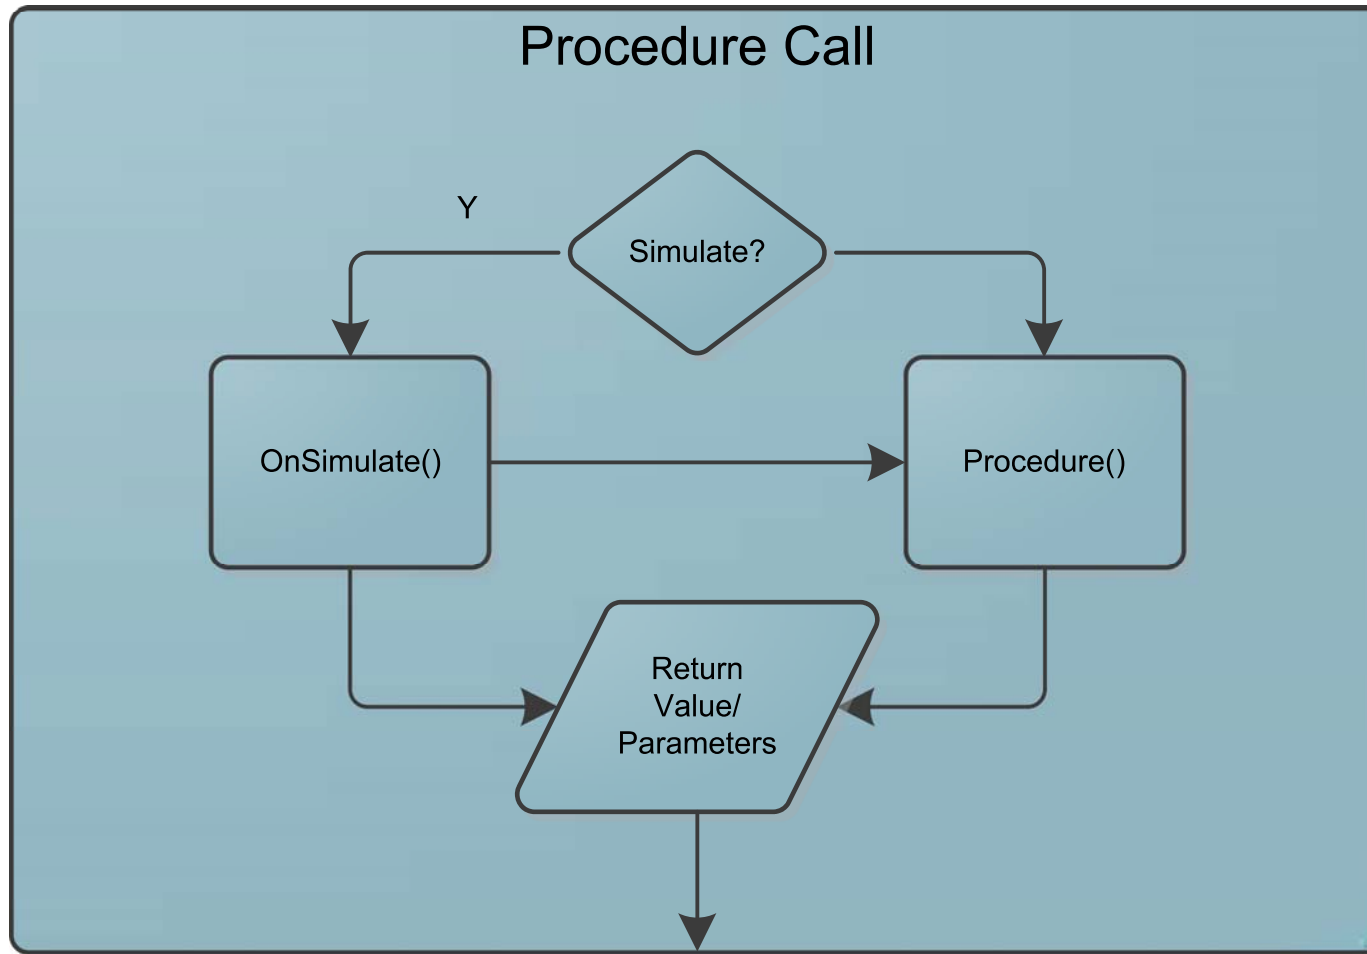 Procedure Call
Y
Simulate?
OnSimulate()
Procedure()
Return
Value/
Parameters